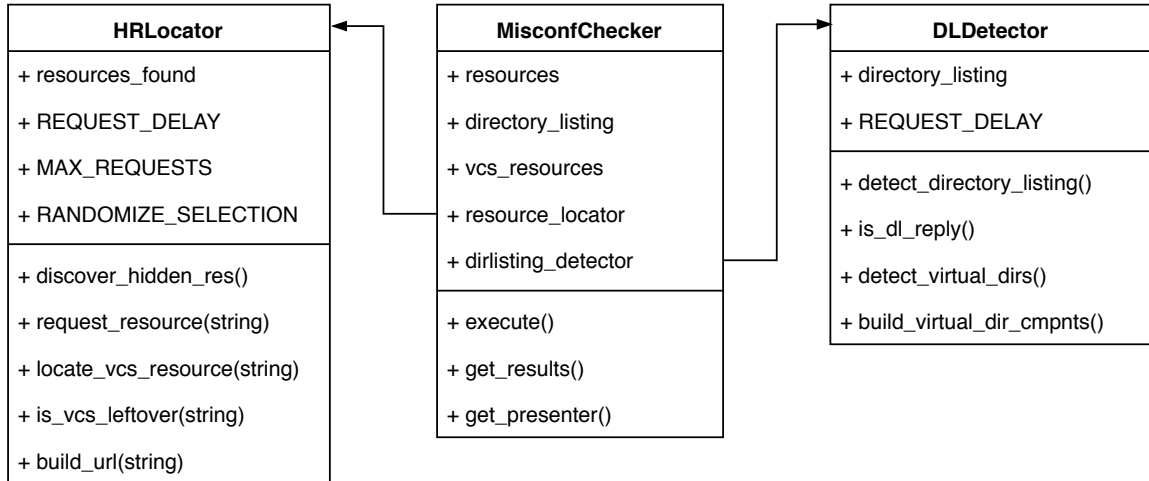 HRLocator
+ resources_found
+ REQUEST_DELAY
+ MAX_REQUESTS
+ RANDOMIZE_SELECTION
+ discover_hidden_res()
+ request_resource(string)
+ locate_vcs_resource(string)
+ is_vcs_leftover(string)
+ build_url(string)
MisconfChecker
+ resources
+ directory_listing
+ vcs_resources
+ resource_locator
+ dirlisting_detector
+ execute()
+ get_results()
+ get_presenter()
DLDetector
+ directory_listing
+ REQUEST_DELAY
+ detect_directory_listing()
+ is_dl_reply()
+ detect_virtual_dirs()
+ build_virtual_dir_cmpnts()